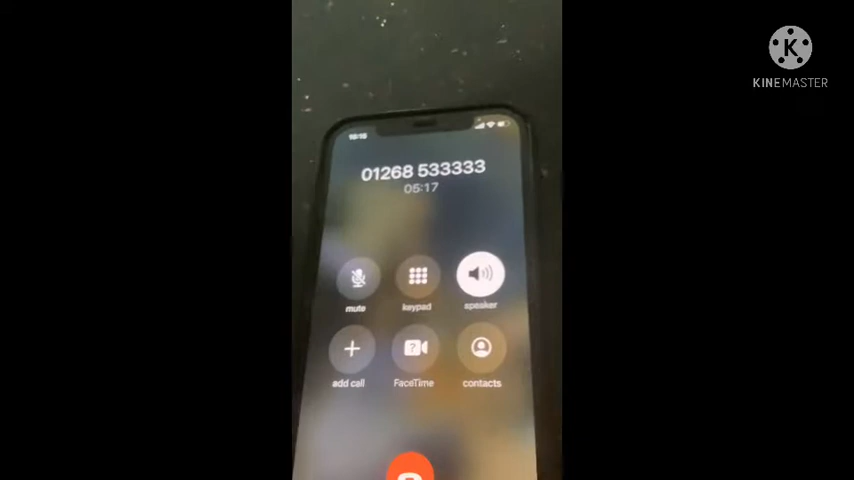 KINEMASTER
01268 533333
05:17
mute
keypad
speaker
add call
FaceTime
contacts